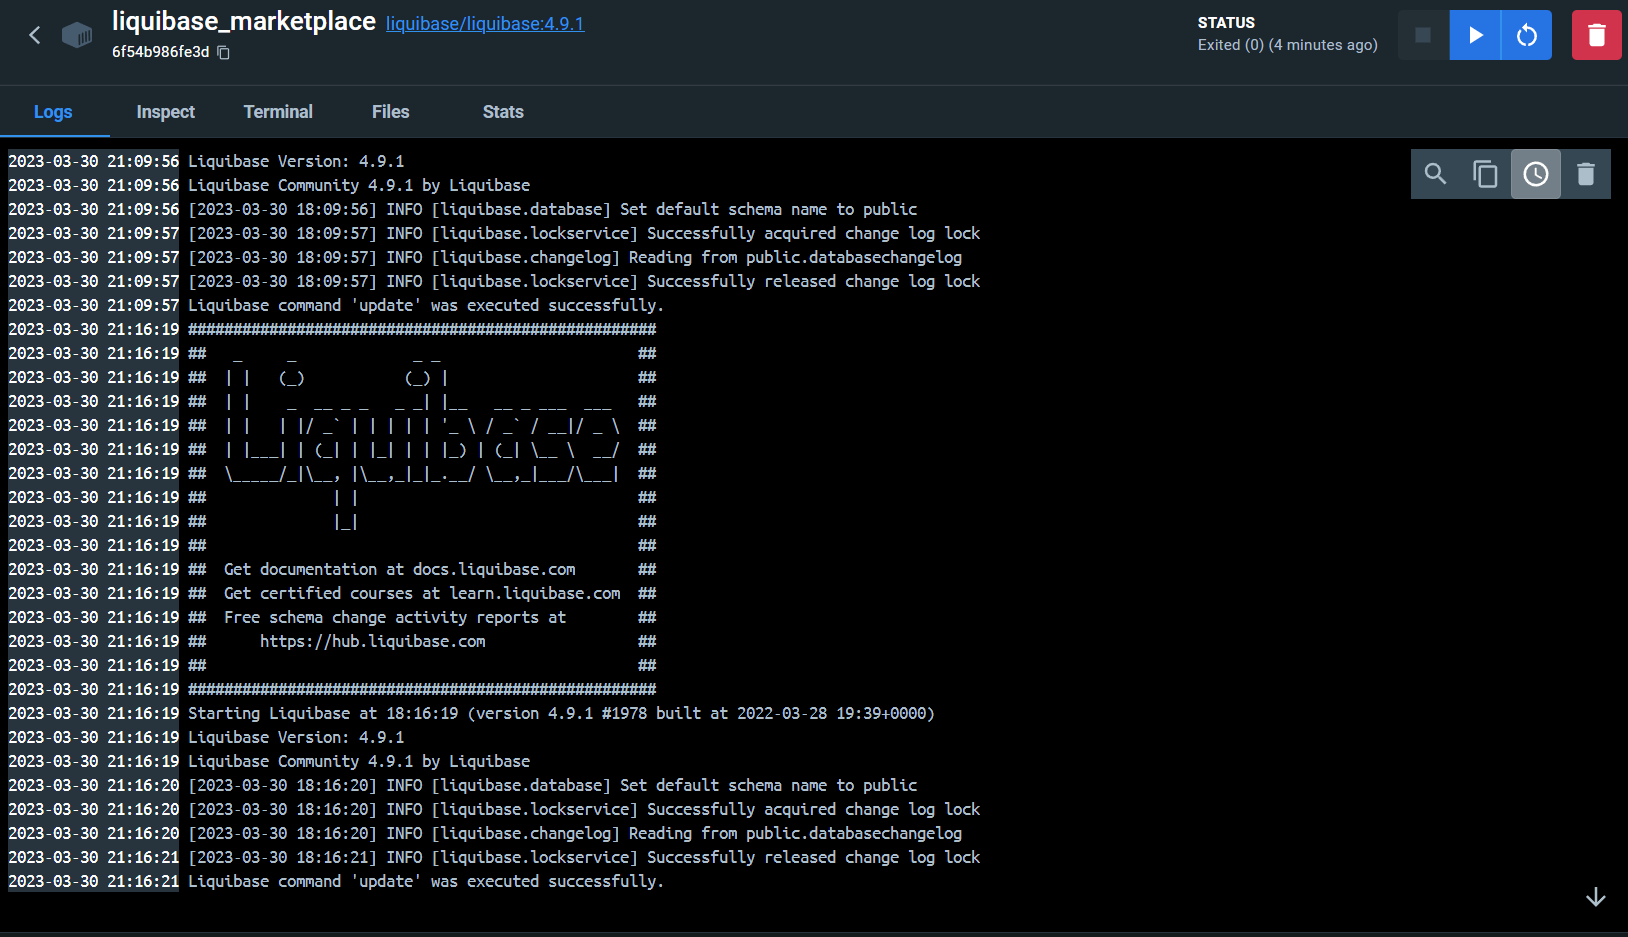 liquibase_marketplace liquibase/liquibase:4.9.1
6f54b986fe3d
STATUS
Exited (0) (4 minutes ago)
Logs Inspect Terminal Files Stats
2023-03-30 21:09:56 Liquibase Version: 4.9.1
2023-03-30 21:09:56 Liquibase Community 4.9.1 by Liquibase
2023-03-30 21:09:56 [2023-03-30 18:09:56] INFO [liquibase.database] Set default schema name to public
2023-03-30 21:09:57 [2023-03-30 18:09:57] INFO [liquibase.lockservice] Successfully acquired change log lock
2023-03-30 21:09:57 [2023-03-30 18:09:57] INFO [liquibase.changelog] Reading from public.databasechangelog
2023-03-30 21:09:57 [2023-03-30 18:09:57] INFO [liquibase.lockservice] Successfully released change log lock
2023-03-30 21:09:57 Liquibase command 'update' was executed successfully.
2023-03-30 21:16:19 ####################################################
2023-03-30 21:16:19 ##   _     _             _ _                      ##
2023-03-30 21:16:19 ##  | |   (_)           (_) |                     ##
2023-03-30 21:16:19 ##  | |    _  __ _ _   _ _| |__   __ _ ___  ___   ##
2023-03-30 21:16:19 ##  | |   | |/ _` | | | | | '_ \ / _` / __|/ _ \  ##
2023-03-30 21:16:19 ##  | |___| | (_| | |_| | | |_) | (_| \__ \  __/  ##
2023-03-30 21:16:19 ##  \_____/_|\__, |\__,_|_|_.__/ \__,_|___/\___|  ##
2023-03-30 21:16:19 ##              | |                               ##
2023-03-30 21:16:19 ##              |_|                               ##
2023-03-30 21:16:19 ##                                                ##
2023-03-30 21:16:19 ##  Get documentation at docs.liquibase.com       ##
2023-03-30 21:16:19 ##  Get certified courses at learn.liquibase.com  ##
2023-03-30 21:16:19 ##  Free schema change activity reports at        ##
2023-03-30 21:16:19 ##      https://hub.liquibase.com                 ##
2023-03-30 21:16:19 ##                                                ##
2023-03-30 21:16:19 ####################################################
2023-03-30 21:16:19 Starting Liquibase at 18:16:19 (version 4.9.1 #1978 built at 2022-03-28 19:39+0000)
2023-03-30 21:16:19 Liquibase Version: 4.9.1
2023-03-30 21:16:19 Liquibase Community 4.9.1 by Liquibase
2023-03-30 21:16:20 [2023-03-30 18:16:20] INFO [liquibase.database] Set default schema name to public
2023-03-30 21:16:20 [2023-03-30 18:16:20] INFO [liquibase.lockservice] Successfully acquired change log lock
2023-03-30 21:16:20 [2023-03-30 18:16:20] INFO [liquibase.changelog] Reading from public.databasechangelog
2023-03-30 21:16:21 [2023-03-30 18:16:21] INFO [liquibase.lockservice] Successfully released change log lock
2023-03-30 21:16:21 Liquibase command 'update' was executed successfully.